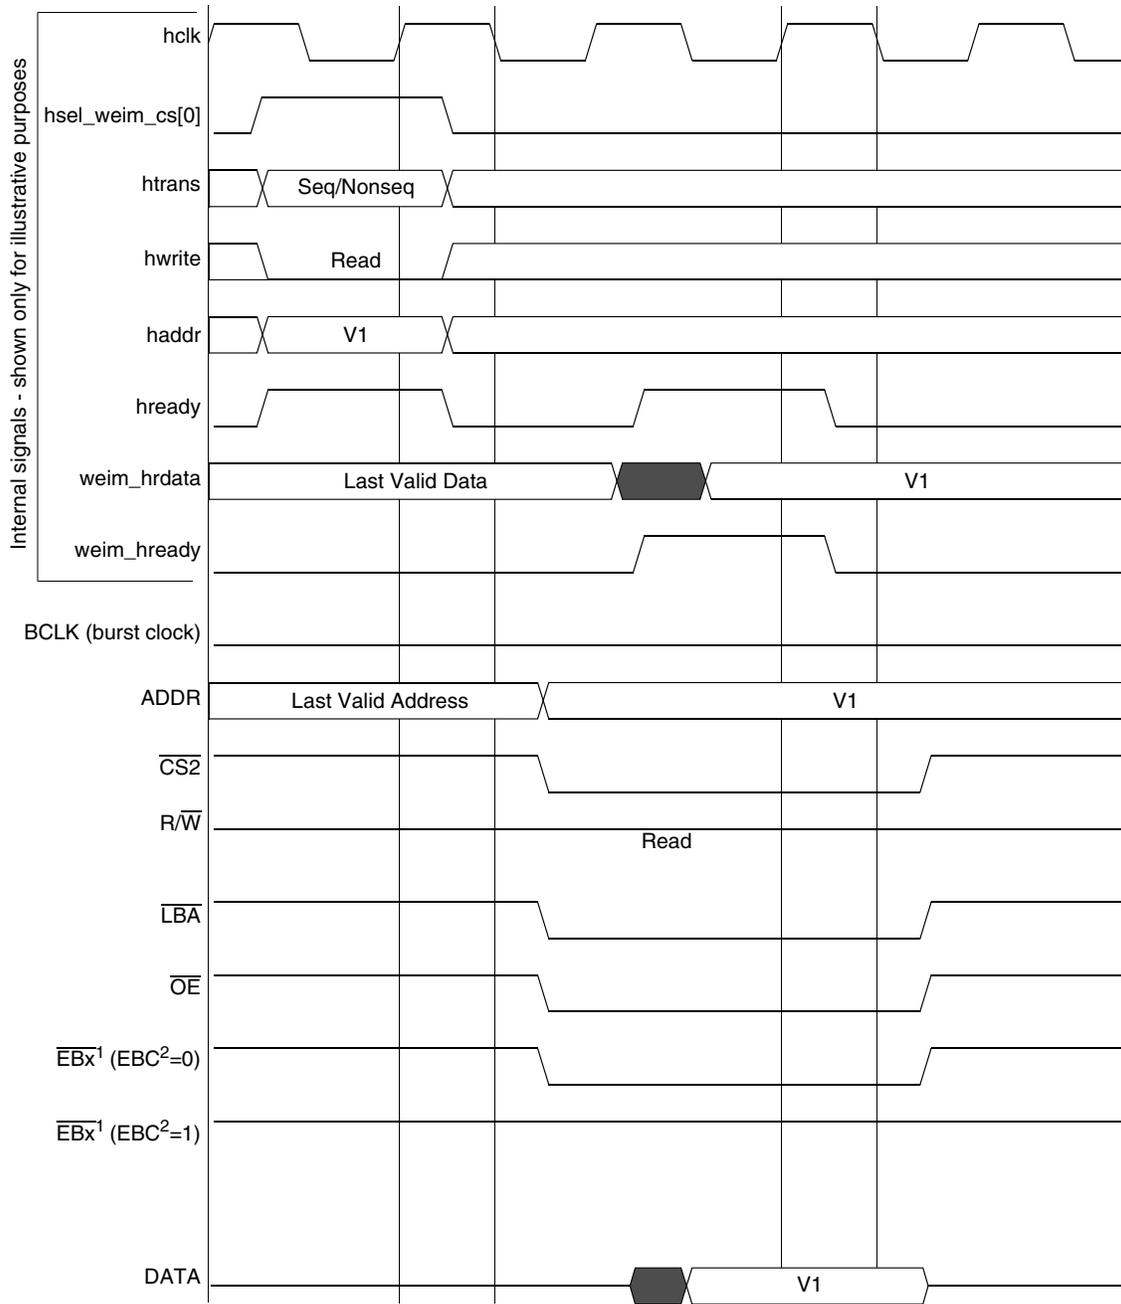 Internal signals - shown only for illustrative purposes
hclk
hsel_weim_cs[0]
htrans Seq/Nonseq
hwrite Read
haddr V1
hready
weim_hrdata Last Valid Data V1
weim_hready
BCLK (burst clock)
ADDR Last Valid Address V1
CS2
R/W
Read
LBA
OE
EBx1 (EBC2=0)
EBx1 (EBC2=1)
DATA V1